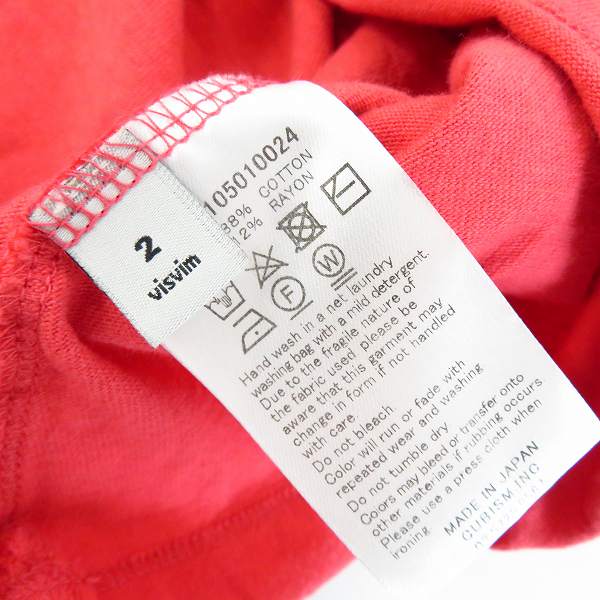 2
visvim
105010024
88% COTTON
12% RAYON
F
W
Hand wash in a net laundry
washing bag with a mild detergent.
Due to the fragile nature of
the fabric used please be
aware that this garment may
change in form if not handled
with care.
Do not bleach
Color will run or fade with
repeated wear and washing
Do not tumble dry
Coors may bleed or transfer onto
other materials if rubbing occurs
Please use a press cloth when
ironing
MADE IN JAPAN
CUBISM INC